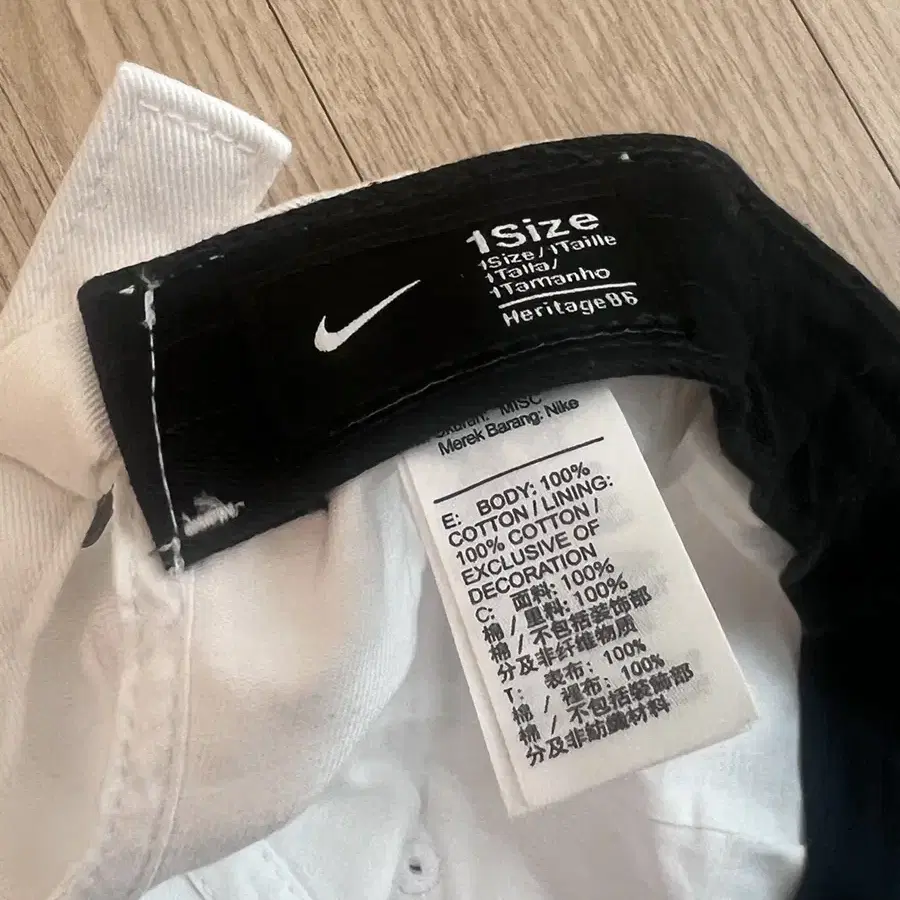 1Size
1Size/1Taille
1Talla/
1Tamanho
Heritage86
Ukuran: MISC
Merek Barang: Nike
E: BODY: 100%
COTTON / LINING:
100% COTTON /
EXCLUSIVE OF
DECORATION
C: 面料: 100%
棉 / 里料: 100%
棉 / 不包括装饰部
分及非纤维物质
T: 表布: 100%
棉 / 裡布: 100%
棉 / 不包括裝飾部
分及非紡織材料